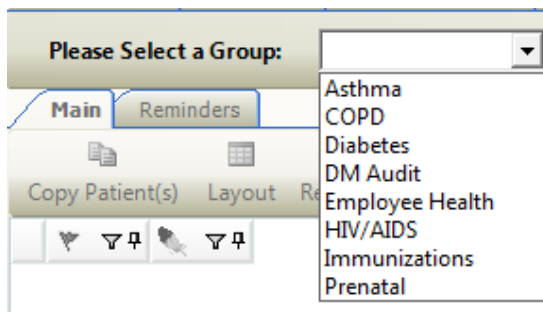 Please Select a Group:
Asthma
Main Reminders
COPD
Diabetes
DM Audit
Copy Patient(s) Layout Re
Employee Health
HIV/AIDS
Immunizations
Prenatal